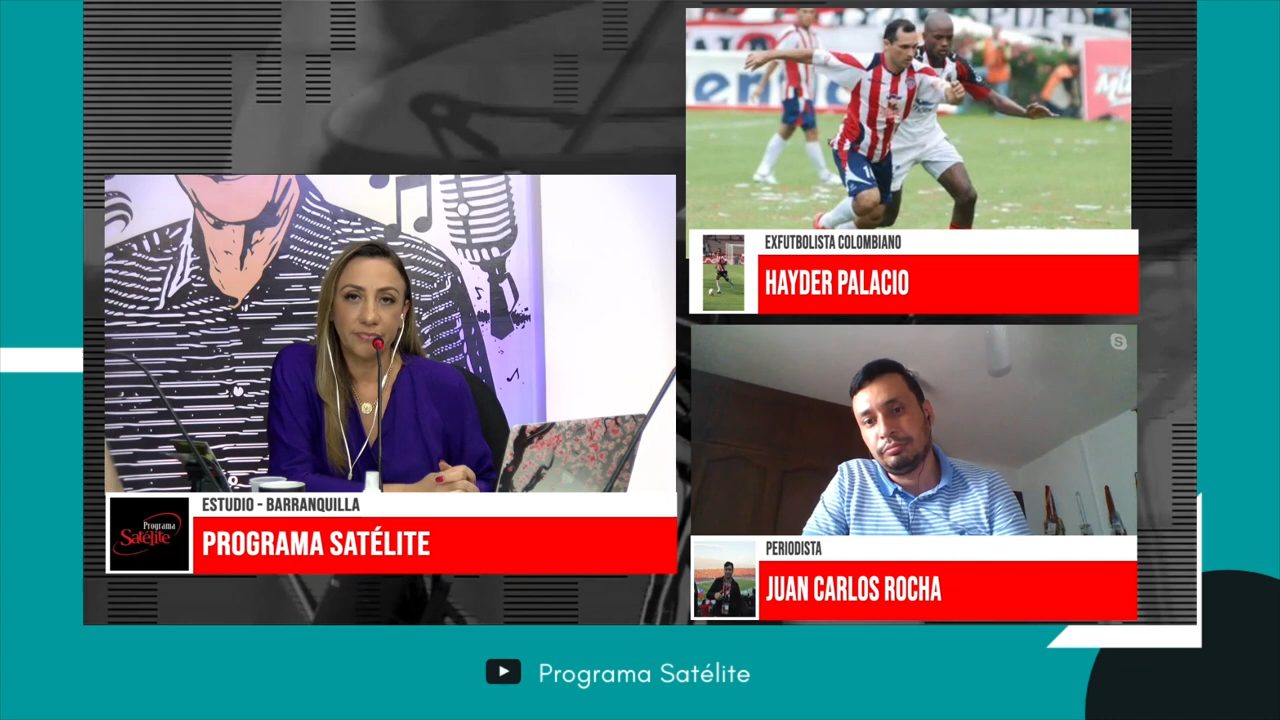 EXFUTBOLISTA COLOMBIANO
HAYDER PALACIO
ESTUDIO - BARRANQUILLA
Programa
Satélite
PROGRAMA SATÉLITE
PERIODISTA
JUAN CARLOS ROCHA
Programa Satélite